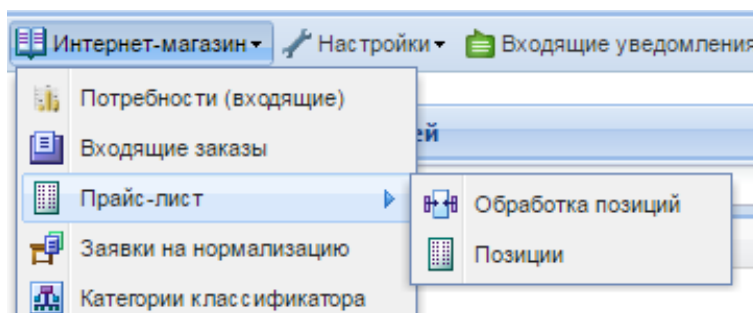 Интернет-магазин Настройки Входящие уведомления
Потребности (входящие)
ей
Входящие заказы
Прайс-лист
Обработка позиций
Заявки на нормализацию
Позиции
Категории классификатора